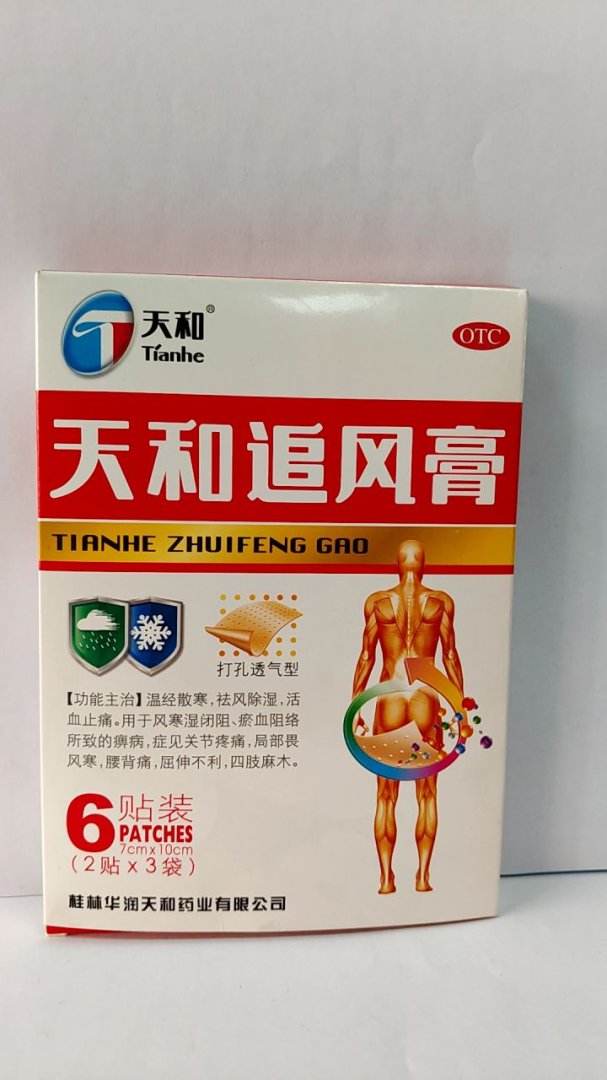 天和®
Tianhe
OTC
天和追风膏
TIANHE ZHUIFENG GAO
打孔透气型
【功能主治】温经散寒,祛风除湿,活
血止痛。用于风寒湿闭阻、瘀血阻络
所致的痹病,症见关节疼痛,局部畏
风寒,腰背痛,屈伸不利,四肢麻木。
6贴装
PATCHES
7cmx10cm
(2贴x3袋)
桂林华润天和药业有限公司